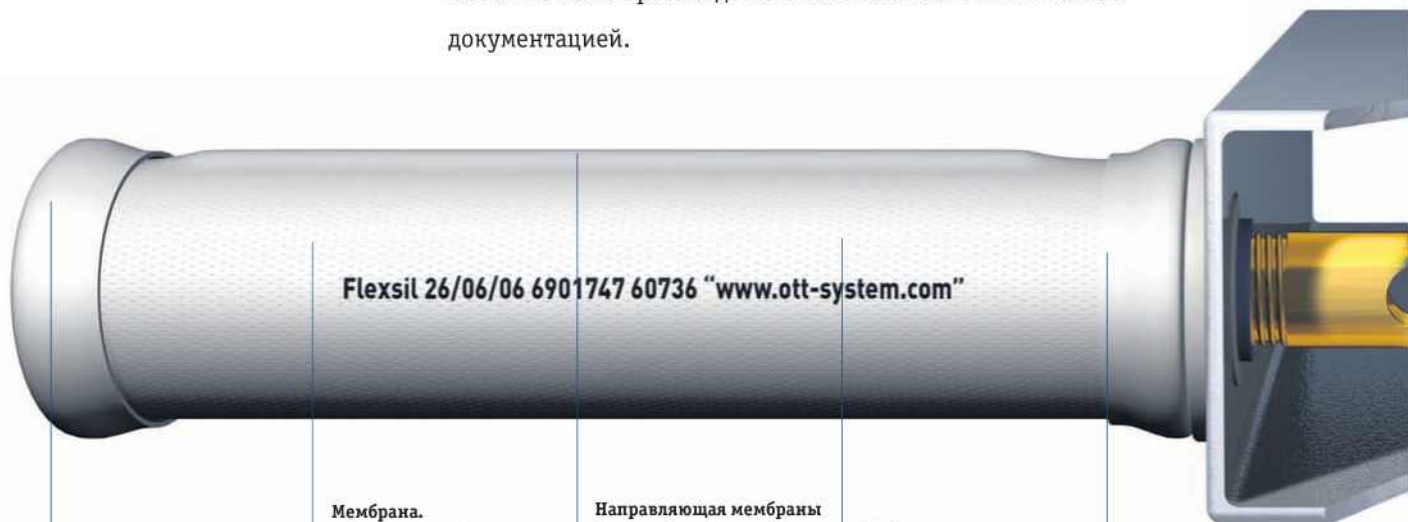 документацией.
Flexsil 26/06/06 6901747 60736 “www.ott-system.com”
Мембрана.
Направляющая мембраны